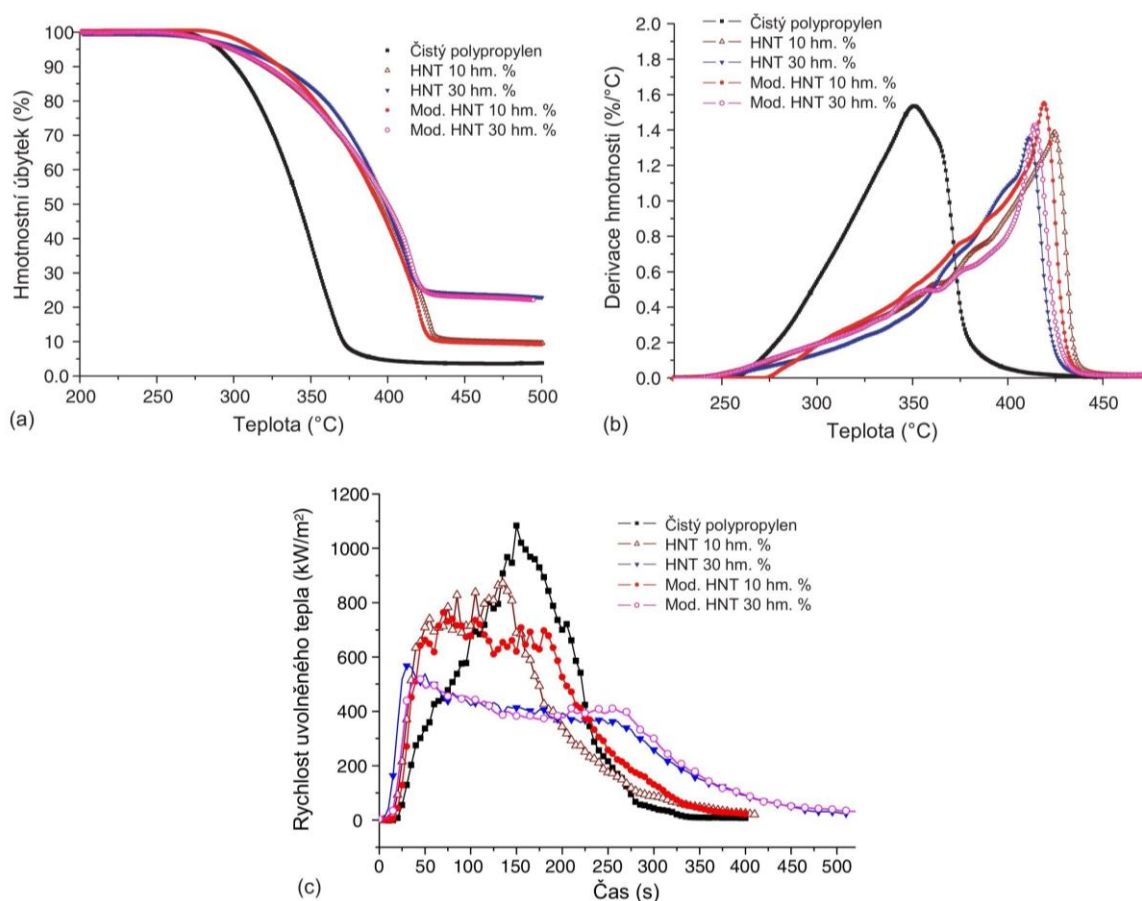 100
90
80
70
60
50
40
30
20
10
0.0
200
250
300
350
400
450
500
Hmotnostní úbytek (%)
Teplota (°C)
Čistý polypropylen
HNT 10 hm. %
HNT 30 hm. %
Mod. HNT 10 hm. %
Mod. HNT 30 hm. %
(a)
2.0
1.8
1.6
1.4
1.2
1.0
0.8
0.6
0.4
0.2
0.0
250
300
350
400
450
Derivace hmotnosti (%/°C)
Teplota (°C)
Čistý polypropylen
HNT 10 hm. %
HNT 30 hm. %
Mod. HNT 10 hm. %
Mod. HNT 30 hm. %
(b)
1200
1000
800
600
400
200
0
0
50
100
150
200
250
300
350
400
450
500
Rychlost uvolněného tepla (kW/m²)
Čas (s)
Čistý polypropylen
HNT 10 hm. %
HNT 30 hm. %
Mod. HNT 10 hm. %
Mod. HNT 30 hm. %
(c)